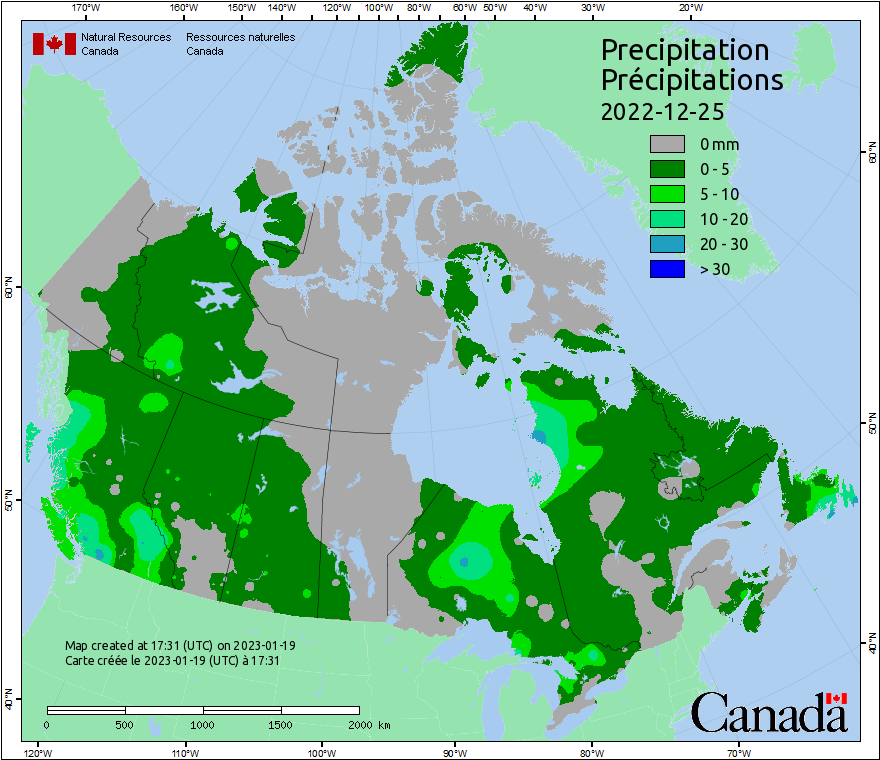 170°W 160°W 150°W 140°W 120°W 100°W 80°W 60°W 50°W 40°W 30°W 20°W
Natural Resources Ressources naturelles
Canada Canada
Precipitation
Précipitations
2022-12-25
0 mm
0 - 5
5 - 10
10 - 20
20 - 30
> 30
60°N
60°N
50°N
50°N
40°N
40°N
Map created at 17:31 (UTC) on 2023-01-19
Carte créée le 2023-01-19 (UTC) à 17:31
0 500 1000 1500 2000 km
Canada
120°W 110°W 100°W 90°W 80°W 70°W